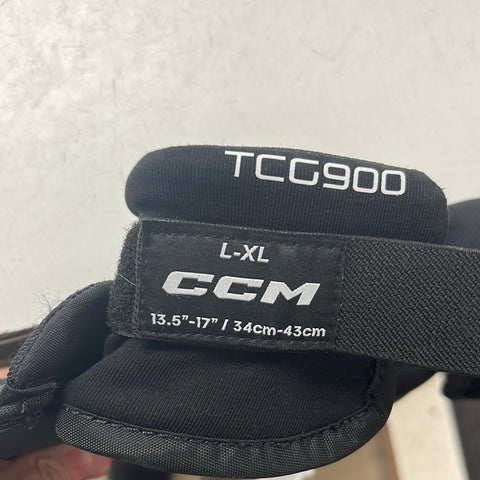 TCG900
L-XL
CCM
13.5"-17" / 34cm-43cm